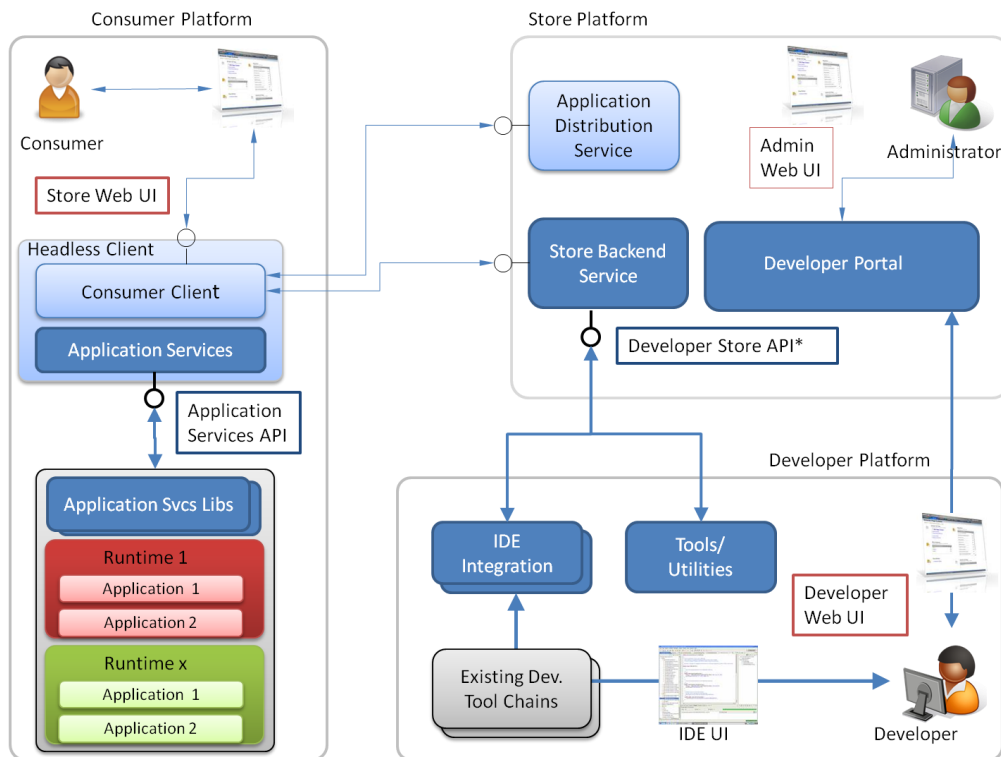 Consumer Platform
Store Platform
Consumer
Store Web UI
Headless Client
Consumer Client
Application Services
Application
Services API
Application Svcs Libs
Runtime 1
Application 1
Application 2
Runtime x
Application 1
Application 2
Application
Distribution
Service
Admin
Web UI
Administrator
Store Backend
Service
Developer Portal
Developer Store API*
Developer Platform
IDE
Integration
Tools/
Utilities
Developer
Web UI
Existing Dev.
Tool Chains
IDE UI
Developer